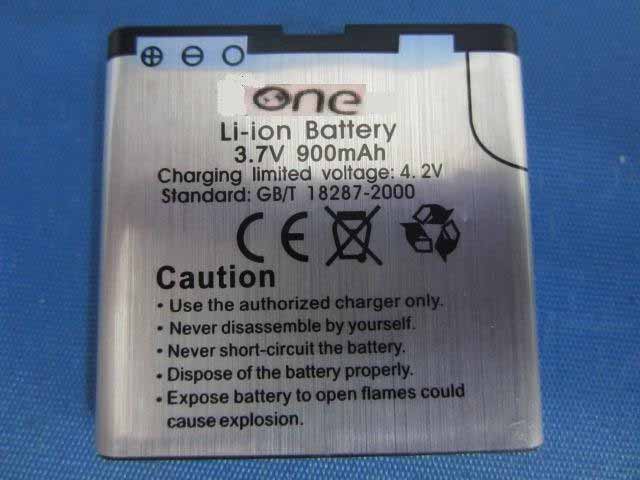 one
Li-ion Battery
3.7V 900mAh
Charging limited voltage: 4.2V
Standard: GB/T 18287-2000
CE
Caution
• Use the authorized charger only.
• Never disassemble by yourself.
• Never short-circuit the battery.
• Dispose of the battery properly.
• Expose battery to open flames could
cause explosion.